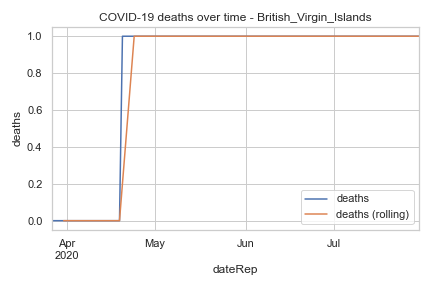 COVID-19 deaths over time - British_Virgin_Islands
deaths
1.0
0.8
0.6
0.4
0.2
0.0
Apr
2020
May
Jun
Jul
dateRep
deaths
deaths (rolling)